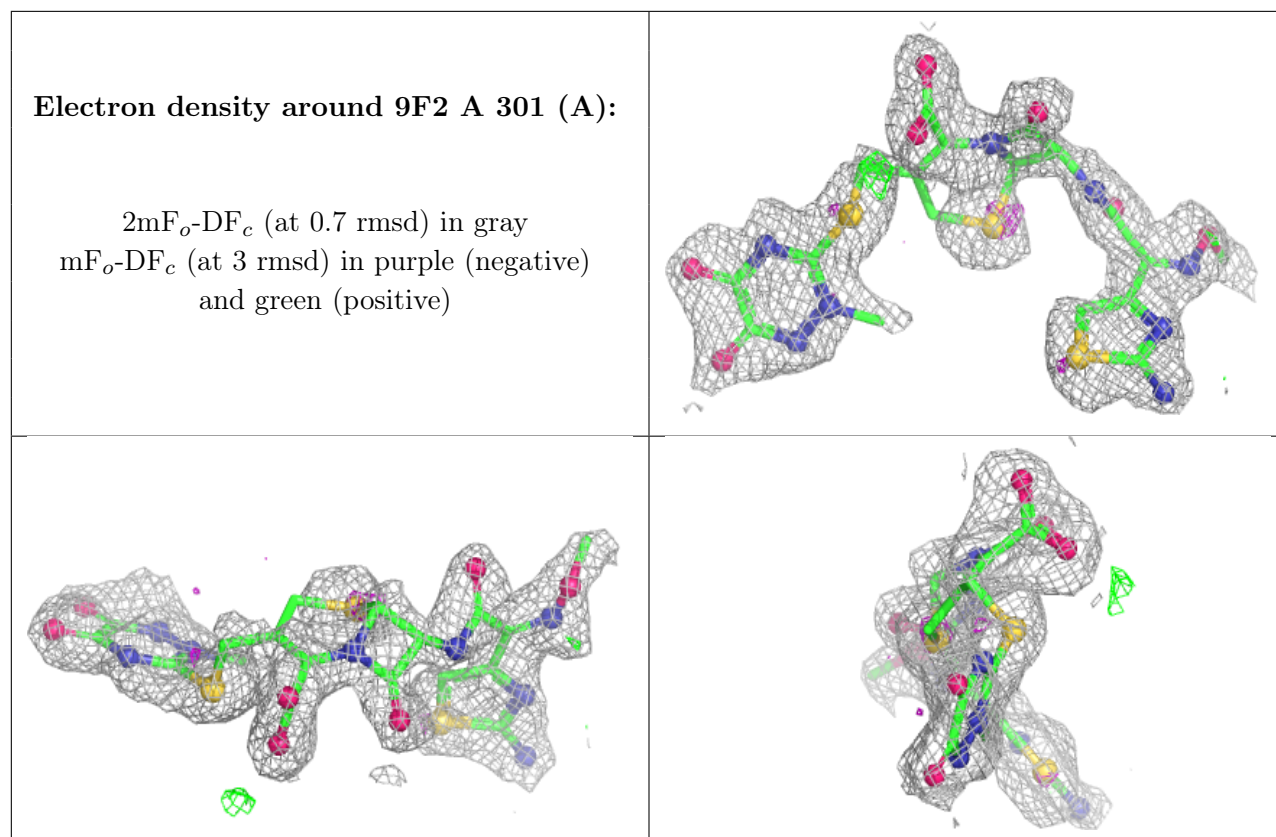 Electron density around 9F2 A 301 (A):
2mFₒ-DF𝒸 (at 0.7 rmsd) in gray
mFₒ-DF𝒸 (at 3 rmsd) in purple (negative)
and green (positive)